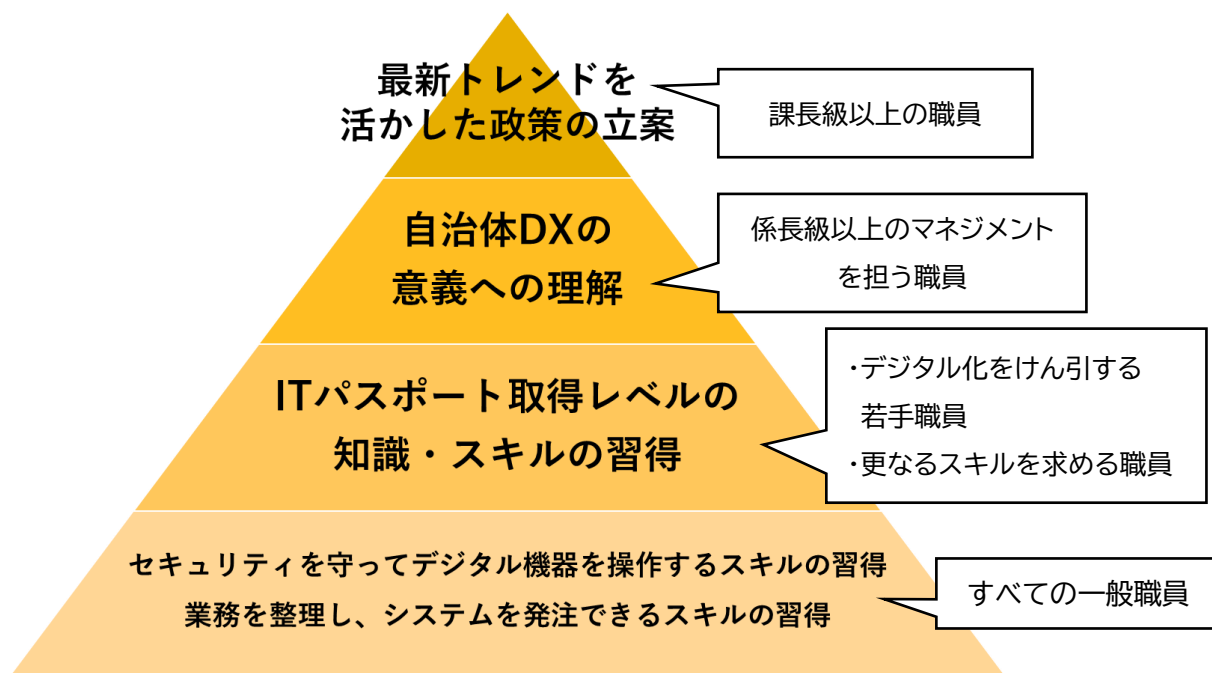 最新トレンドを
活かした政策の立案
課長級以上の職員
自治体DXの
意義への理解
係長級以上のマネジメント
を担う職員
ITパスポート取得レベルの
知識・スキルの習得
・デジタル化をけん引する
若手職員
・更なるスキルを求める職員
セキュリティを守ってデジタル機器を操作するスキルの習得
業務を整理し、システムを発注できるスキルの習得
すべての一般職員